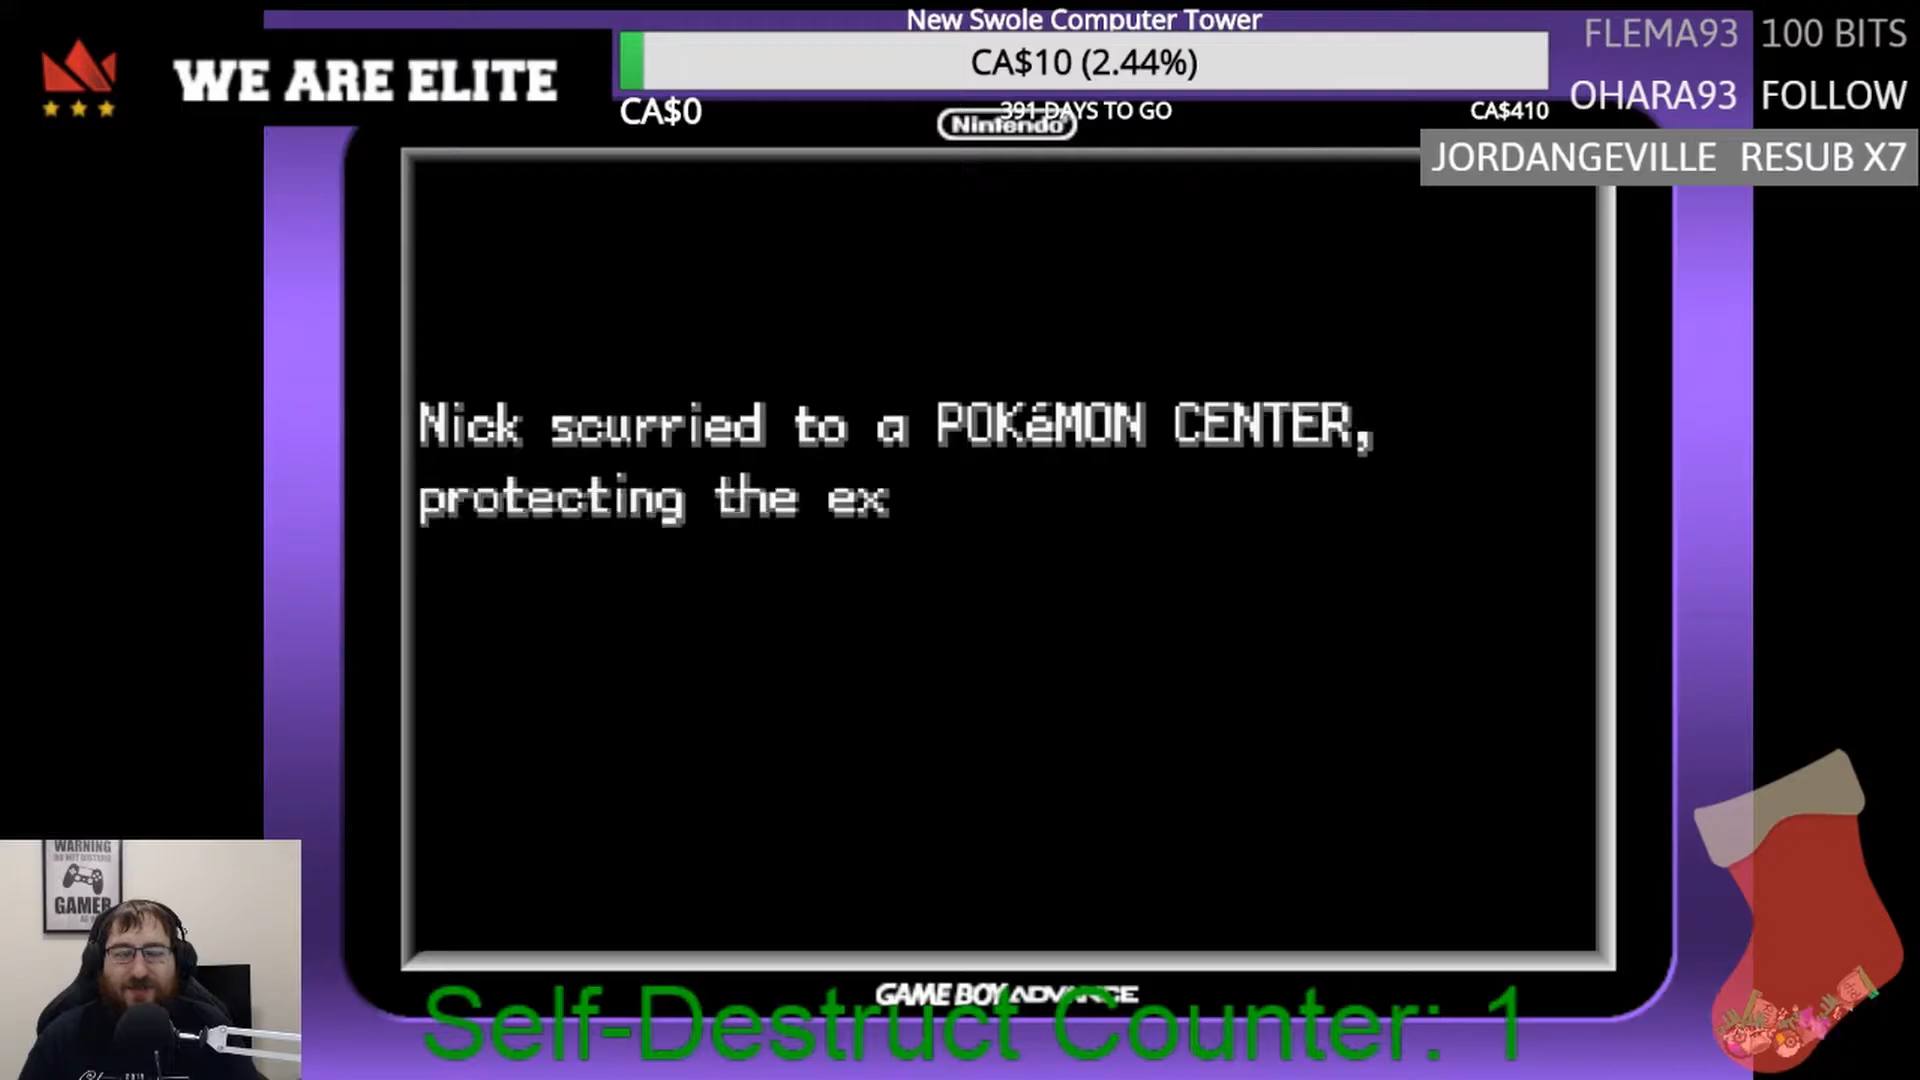 New Swole Computer Tower
WE ARE ELITE
CA$10 (2.44%)
FLEMA93 100 BITS
OHARA93 FOLLOW
CA$0
391 DAYS TO GO
CA$410
Nintendo
JORDANGEVILLE RESUB X7
Nick scurried to a POKéMON CENTER,
protecting the ex
WARNING
GAMER
GAME BOY ADVANCE
Self-Destruct Counter: 1